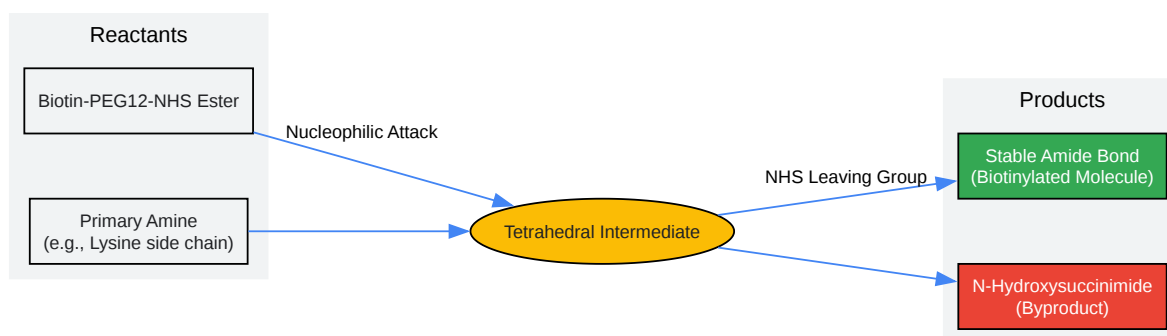 Reactants
Biotin-PEG12-NHS Ester
Nucleophilic Attack
Primary Amine
(e.g., Lysine side chain)
Tetrahedral Intermediate
NHS Leaving Group
Products
Stable Amide Bond
(Biotinylated Molecule)
N-Hydroxysuccinimide
(Byproduct)